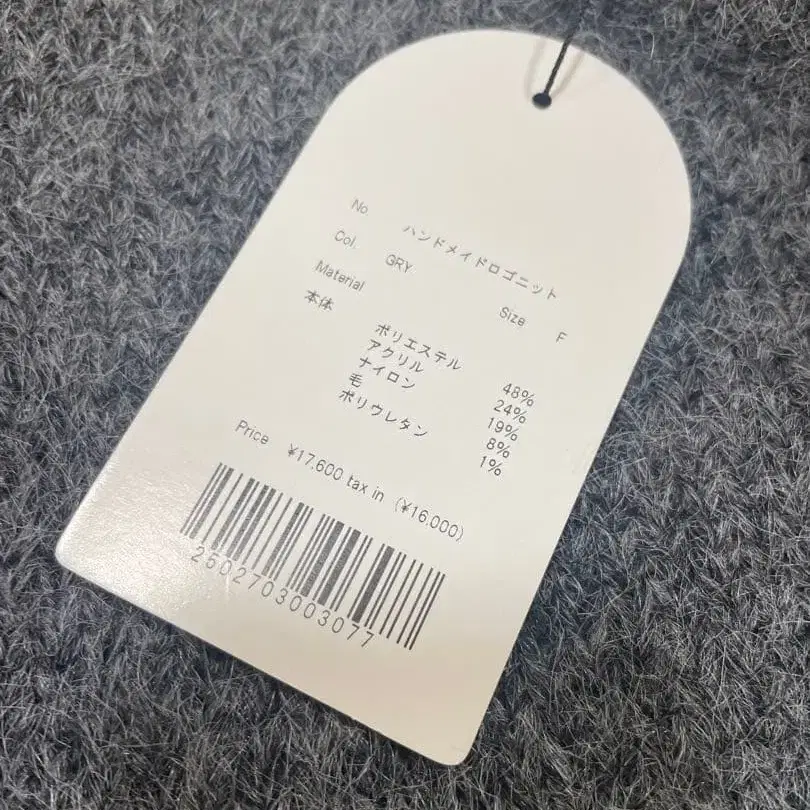 No ハンドメイドロゴニット
Col. GRY Size F
Material
本体
ポリエステル 48%
アクリル 24%
ナイロン 19%
毛 8%
ポリウレタン 1%
Price ¥17,600 tax in (¥16,000)
2502703003077